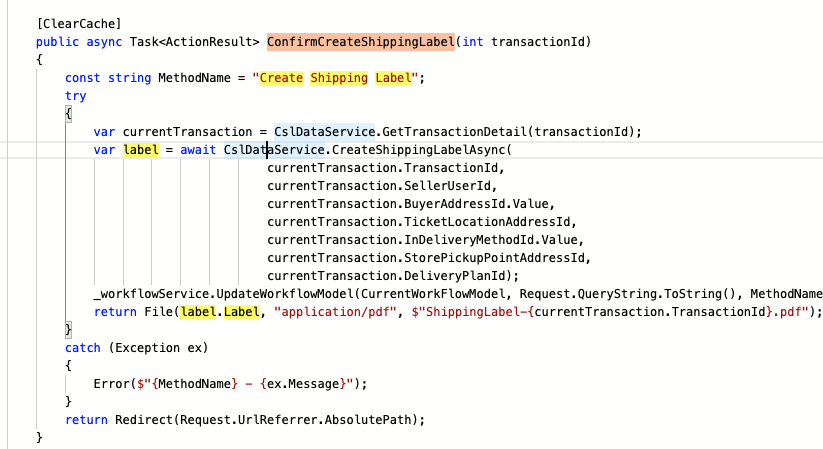 [ClearCache]
public async Task<ActionResult> ConfirmCreateShippingLabel(int transactionId)
{
    const string MethodName = "Create Shipping Label";
    try
    {
        var currentTransaction = CslDataService.GetTransactionDetail(transactionId);
        var label = await CslDataService.CreateShippingLabelAsync(
                                currentTransaction.TransactionId,
                                currentTransaction.SellerUserId,
                                currentTransaction.BuyerAddressId.Value,
                                currentTransaction.TicketLocationAddressId,
                                currentTransaction.InDeliveryMethodId.Value,
                                currentTransaction.StorePickupPointAddressId,
                                currentTransaction.DeliveryPlanId);
        _workflowService.UpdateWorkflowModel(CurrentWorkFlowModel, Request.QueryString.ToString(), MethodName
        return File(label.Label, "application/pdf", $"ShippingLabel-{currentTransaction.TransactionId}.pdf");
    }
    catch (Exception ex)
    {
        Error($"{MethodName} - {ex.Message}");
    }
    return Redirect(Request.UrlReferrer.AbsolutePath);
}